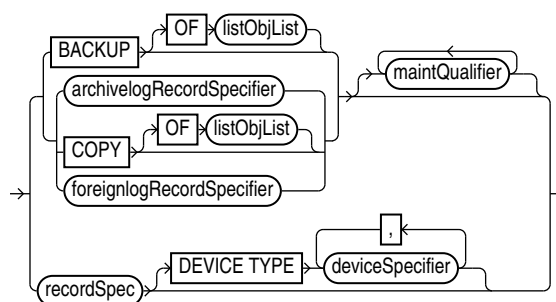 OF listObjList
BACKUP
maintQualifier
archivelogRecordSpecifier
OF listObjList
COPY
foreignlogRecordSpecifier
,
DEVICE TYPE deviceSpecifier
recordSpec